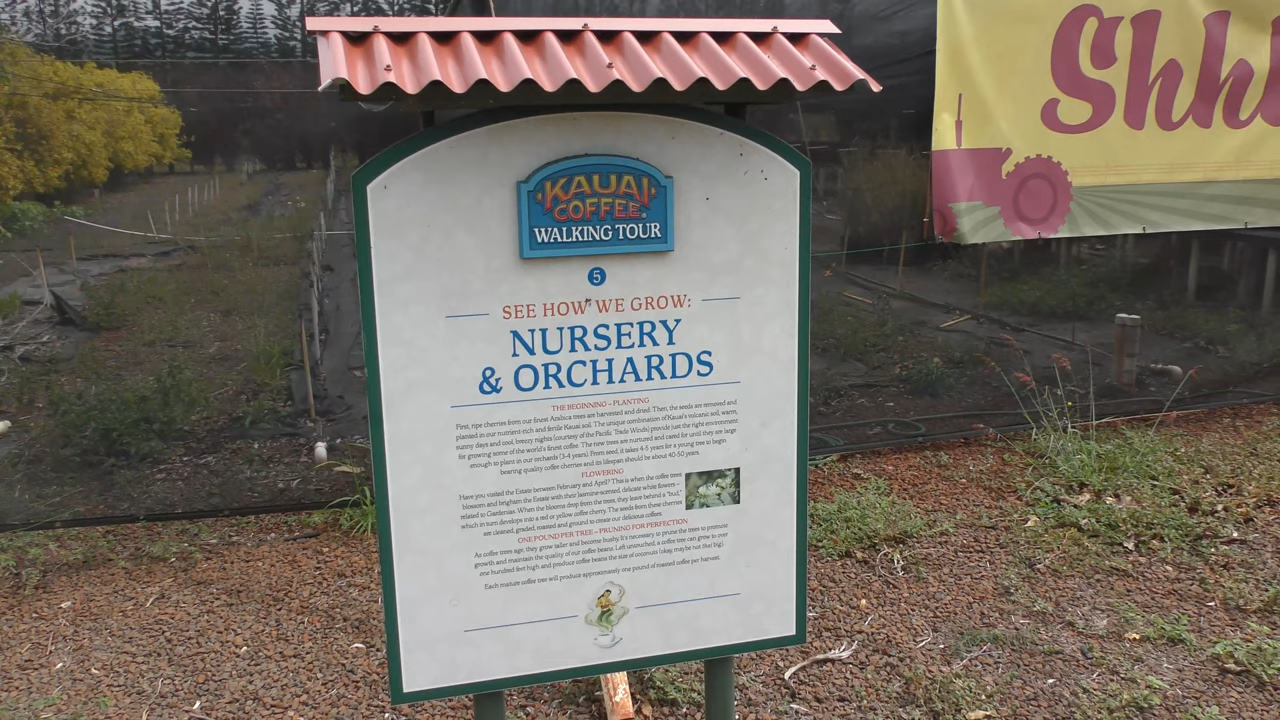 KAUAI
COFFEE®
WALKING TOUR
5
SEE HOW WE GROW:
NURSERY
& ORCHARDS
THE BEGINNING – PLANTING
First, ripe cherries from our finest Arabica trees are harvested and dried. Then, the seeds are removed and
planted in our nutrient-rich and fertile Kauai soil. The unique combination of Kauai's volcanic soil, warm,
sunny days and cool, breezy nights (courtesy of the Pacific Trade Winds) provide just the right environment
for growing some of the world's finest coffee. The new trees are nurtured and cared for until they are large
enough to plant in our orchards (3-4 years). From seed, it takes 4-5 years for a young tree to begin
bearing quality coffee cherries and its lifespan should be about 40-50 years.
FLOWERING
Have you visited the Estate between February and April? This is when the coffee trees
blossom and brighten the Estate with their Jasmine-scented, delicate white flowers –
related to Gardenias. When the blooms drop from the trees, they leave behind a "bud,"
which in turn develops into a red or yellow coffee cherry. The seeds from these cherries
are cleaned, graded, roasted and ground to create our delicious coffees.
ONE POUND PER TREE – PRUNING FOR PERFECTION
As coffee trees age, they grow taller and become bushy. It's necessary to prune the trees to promote
growth and maintain the quality of our coffee beans. Left untouched, a coffee tree can grow to over
one hundred feet high and produce coffee beans the size of coconuts (okay, maybe not that big).
Each mature coffee tree will produce approximately one pound of roasted coffee per harvest.
Shh